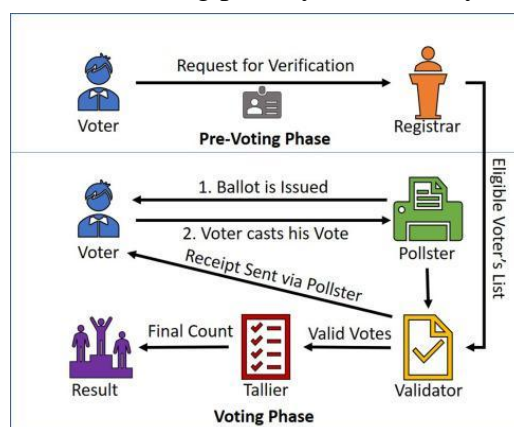 Request for Verification
Voter
Registrar
Pre-Voting Phase
Eligible Voter's List
1. Ballot is Issued
2. Voter casts his Vote
Voter
Pollster
Receipt Sent via Pollster
Final Count
Valid Votes
Result
Tallier
Validator
Voting Phase